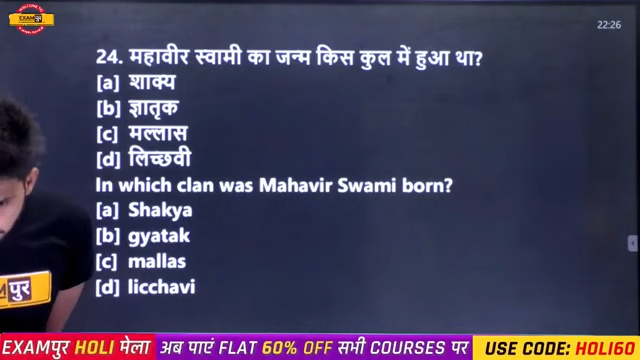 EXAMपुर
22:26
24. महावीर स्वामी का जन्म किस कुल में हुआ था?
[a] शाक्य
[b] ज्ञातृक
[c] मल्लास
[d] लिच्छवी
In which clan was Mahavir Swami born?
[a] Shakya
[b] gyatak
[c] mallas
[d] licchavi
पुर
EXAMपुर HOLI मेला अब पाएं FLAT 60% OFF सभी COURSES पर USE CODE: HOLI60